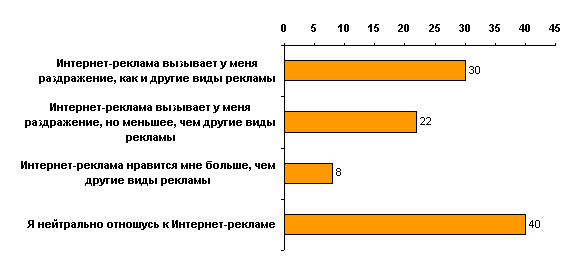 0 5 10 15 20 25 30 35 40 45
Интернет-реклама вызывает у меня
раздражение, как и другие виды рекламы
30
Интернет-реклама вызывает у меня
раздражение, но меньшее, чем другие виды
рекламы
22
Интернет-реклама нравится мне больше, чем
другие виды рекламы
8
Я нейтрально отношусь к Интернет-рекламе
40